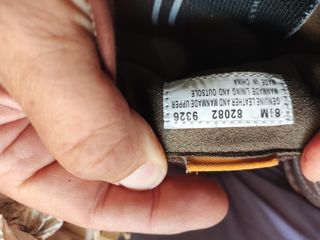 8½M 82082 9326
GENUINE LEATHER AND MANMADE UPPER
MANMADE LINING AND OUTSOLE
MADE IN CHINA